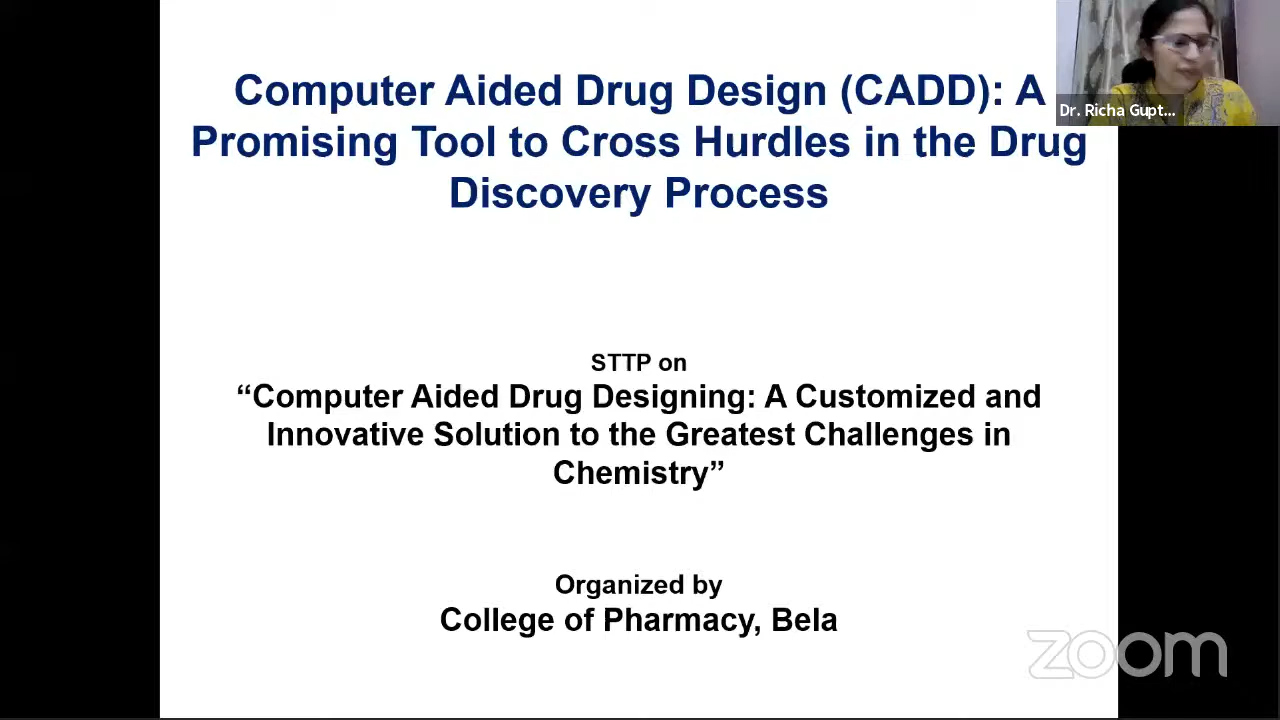 Computer Aided Drug Design (CADD): A
Promising Tool to Cross Hurdles in the Drug
Discovery Process
Dr. Richa Gupt...
STTP on
“Computer Aided Drug Designing: A Customized and
Innovative Solution to the Greatest Challenges in
Chemistry”
Organized by
College of Pharmacy, Bela
zoom